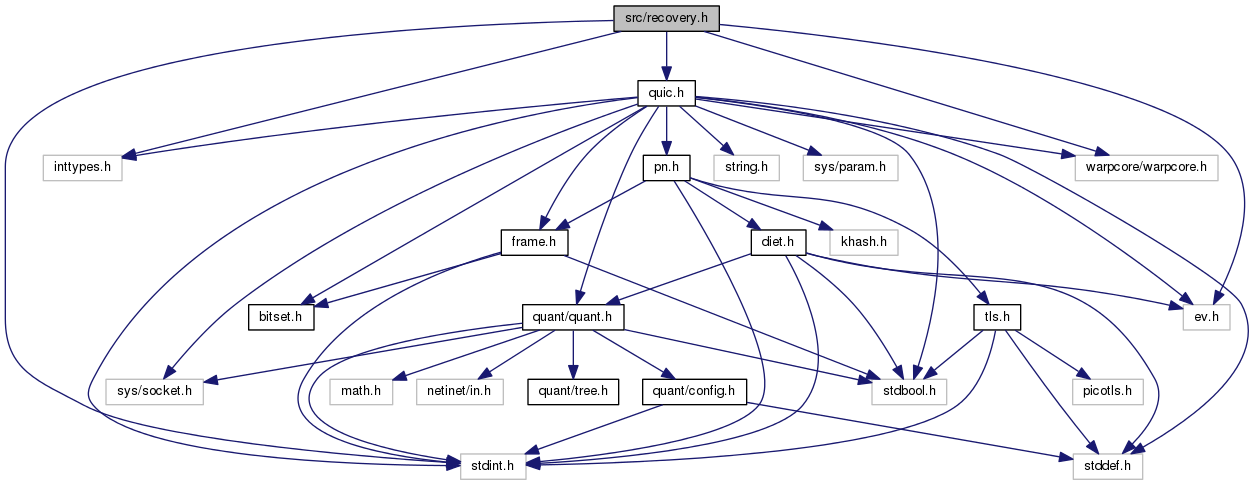 src/recovery.h
quic.h
inttypes.h
pn.h
string.h
sys/param.h
warpcore/warpcore.h
frame.h
diet.h
khash.h
bitset.h
quant/quant.h
tls.h
ev.h
sys/socket.h
math.h
netinet/in.h
quant/tree.h
quant/config.h
stdbool.h
picotls.h
stdint.h
stddef.h